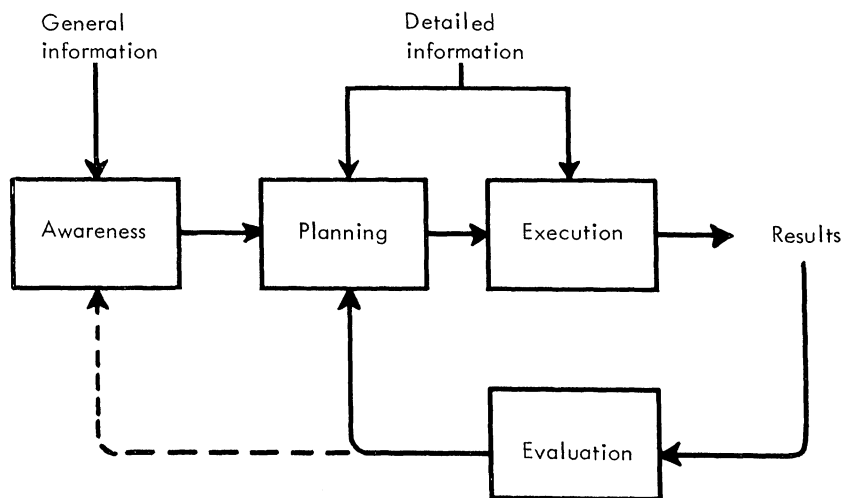 General
information
Detailed
information
Awareness
Planning
Execution
Results
Evaluation